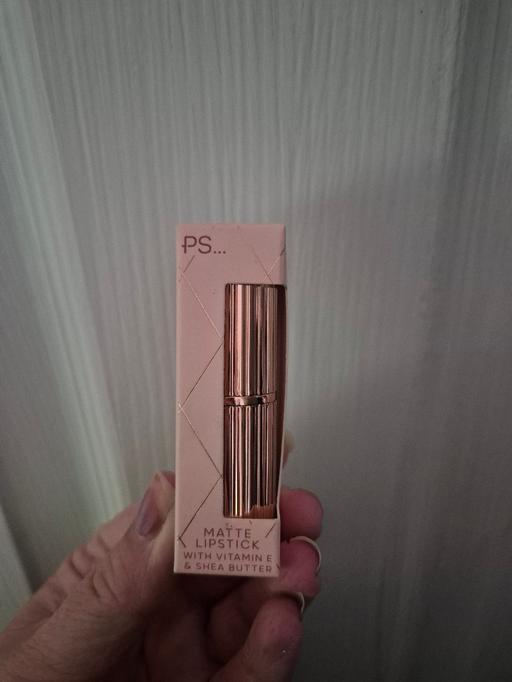 PS...
MATTE
LIPSTICK
WITH VITAMIN E
& SHEA BUTTER